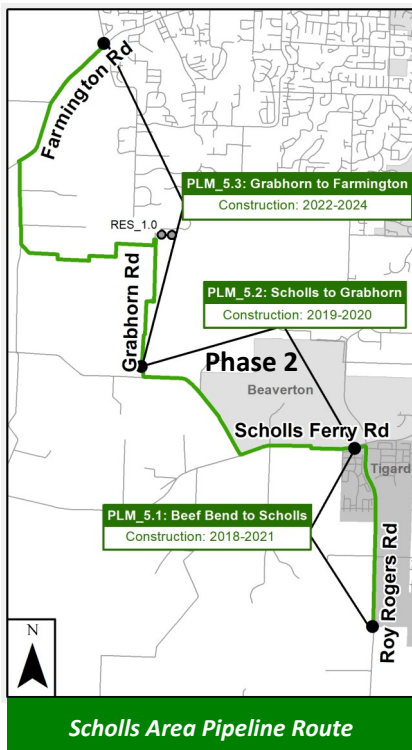 Farmington Rd
PLM_5.3: Grabhorn to Farmington
Construction: 2022-2024
RES_1.0
Grabhorn Rd
PLM_5.2: Scholls to Grabhorn
Construction: 2019-2020
Phase 2
Beaverton
Scholls Ferry Rd
Tigard
PLM_5.1: Beef Bend to Scholls
Construction: 2018-2021
Roy Rogers Rd
N
Scholls Area Pipeline Route